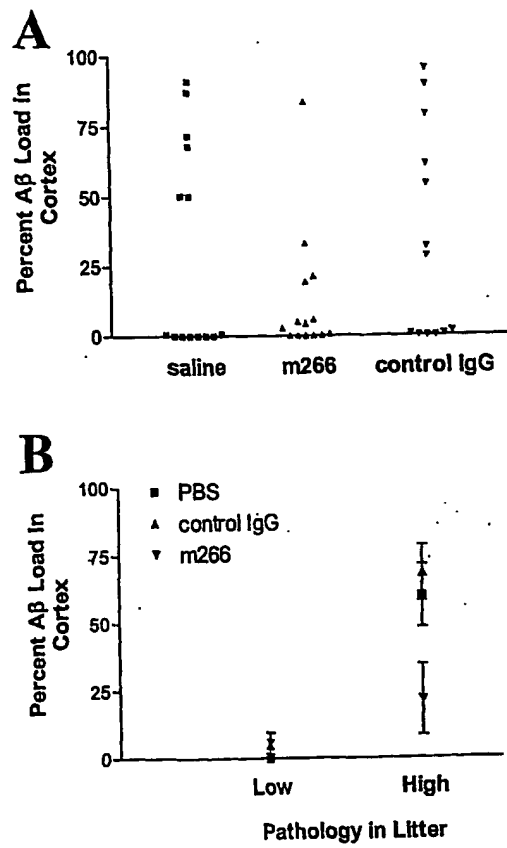 A
Percent Aβ Load In
Cortex
100
75
50
25
0
saline
m266
control IgG
B
PBS
control IgG
m266
Percent Aβ Load In
Cortex
100
75
50
25
0
Low
High
Pathology in Litter